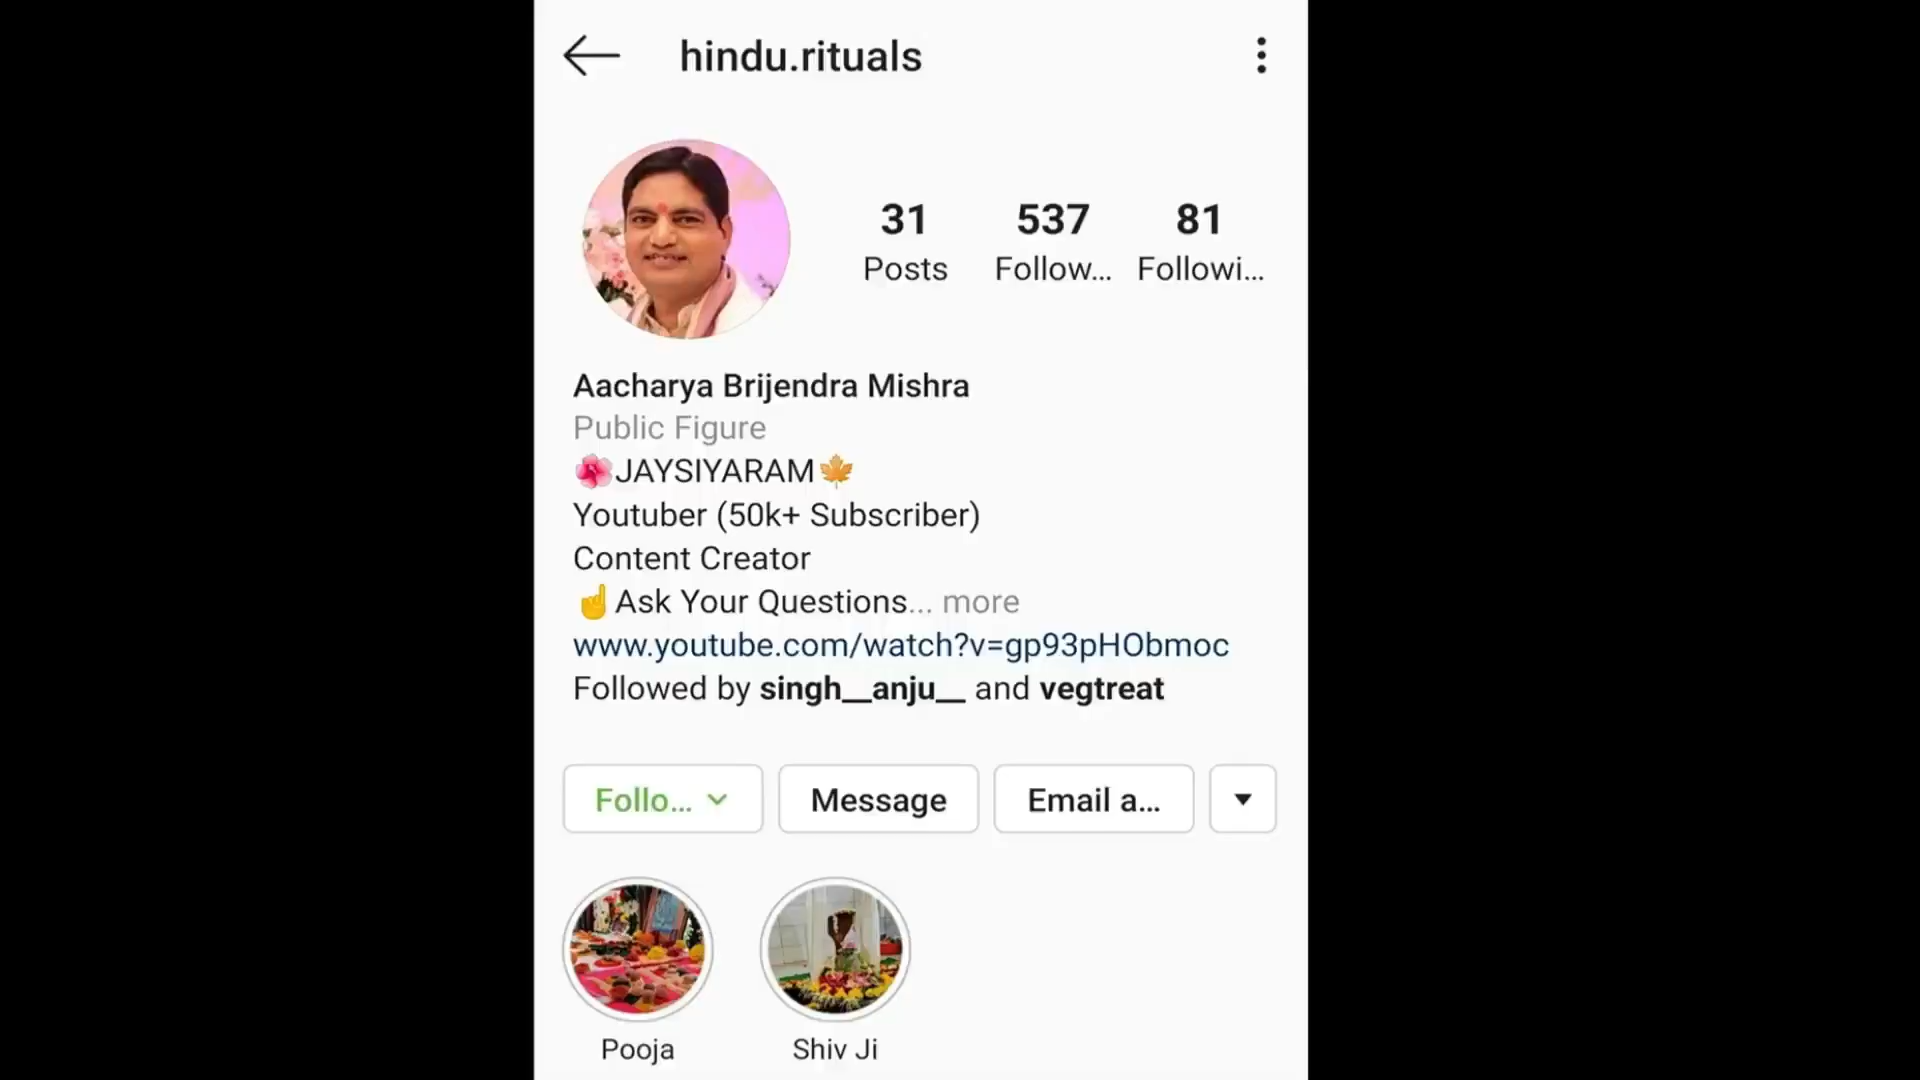 hindu.rituals
31 537 81
Posts Follow... Followi...
Aacharya Brijendra Mishra
Public Figure
🌺JAYSIYARAM🍁
Youtuber (50k+ Subscriber)
Content Creator
☝Ask Your Questions... more
www.youtube.com/watch?v=gp93pHObmoc
Followed by singh__anju__ and vegtreat
Follo... Message Email a...
Pooja Shiv Ji